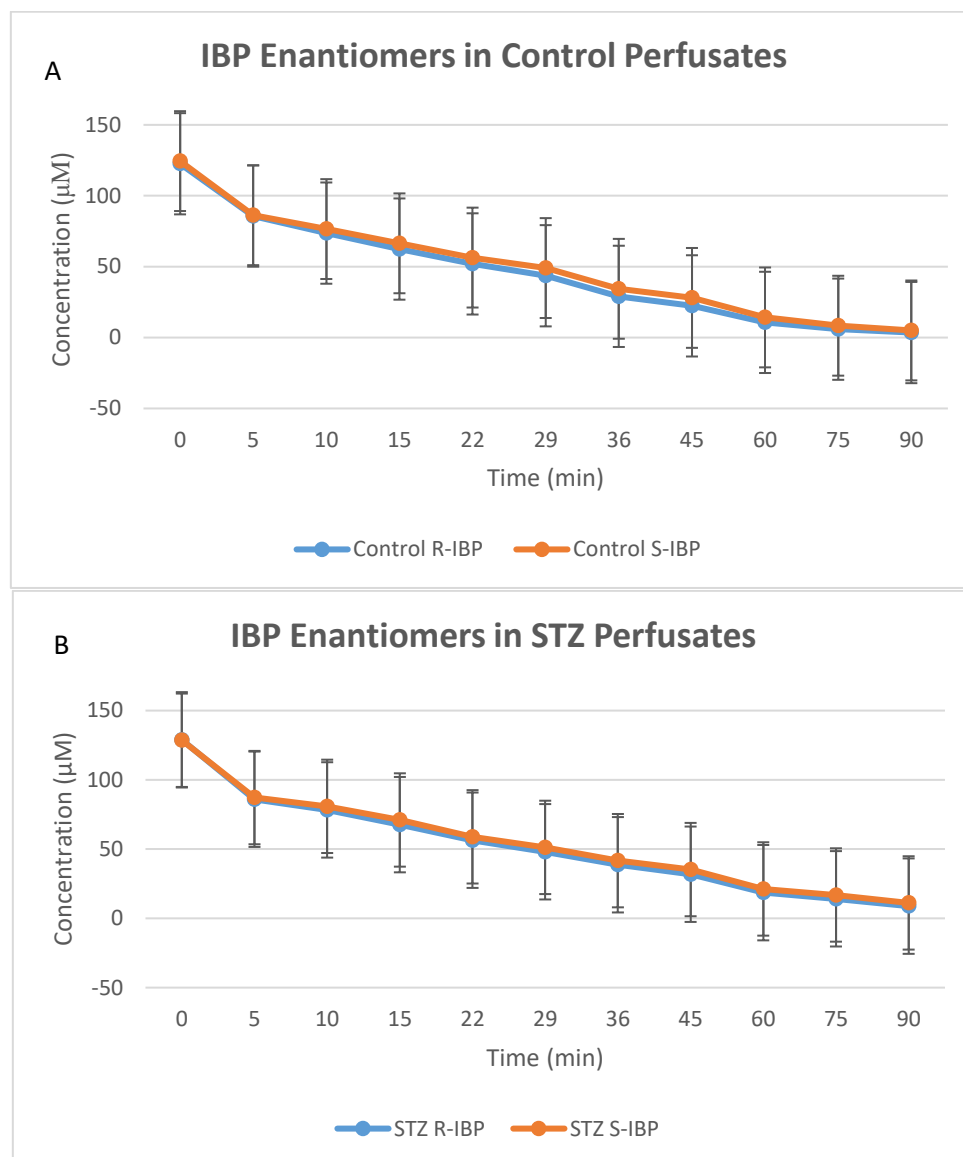 A
IBP Enantiomers in Control Perfusates
150
100
50
0
-50
Concentration (μM)
0 5 10 15 22 29 36 45 60 75 90
Time (min)
Control R-IBP Control S-IBP
B
IBP Enantiomers in STZ Perfusates
150
100
50
0
-50
Concentration (μM)
0 5 10 15 22 29 36 45 60 75 90
Time (min)
STZ R-IBP STZ S-IBP